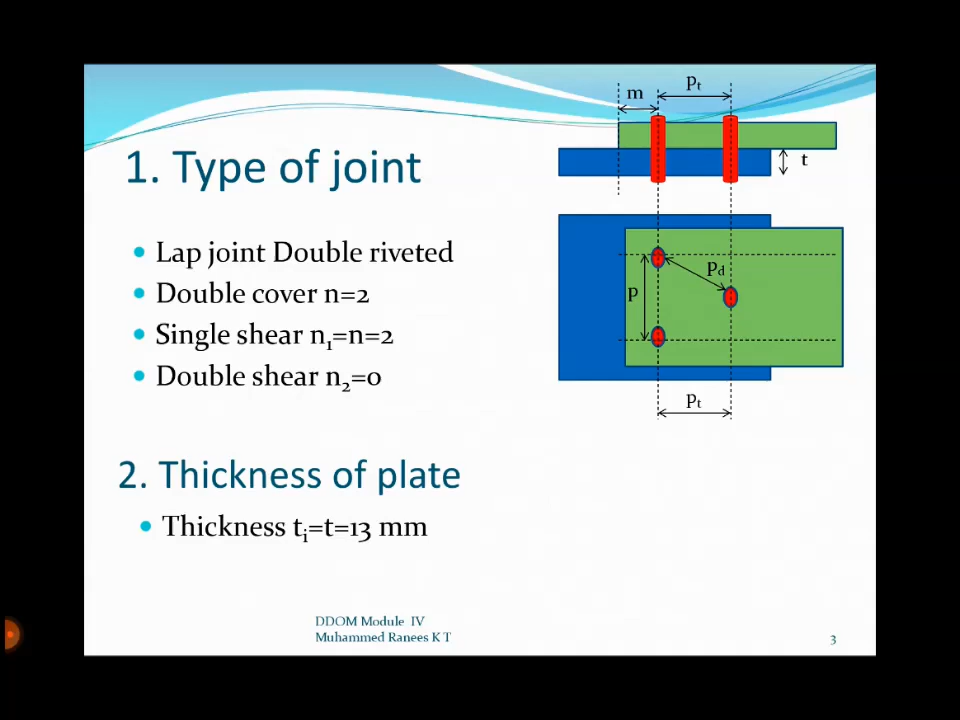 1. Type of joint
• Lap joint Double riveted
• Double cover n=2
• Single shear n₁=n=2
• Double shear n₂=0
2. Thickness of plate
• Thickness tᵢ=t=13 mm
pₜ
m
t
p_d
p
pₜ
DDOM Module IV
Muhammed Ranees K T
3